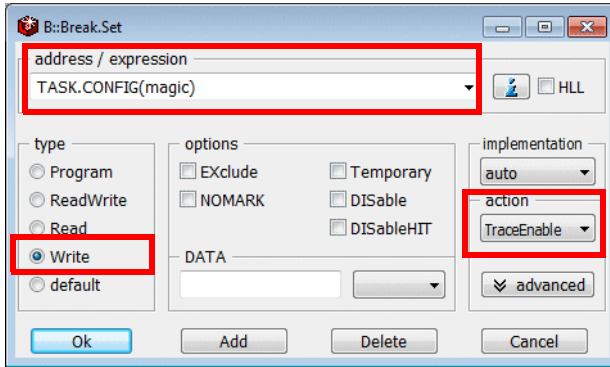 B::Break.Set
address / expression
TASK.CONFIG(magic)
i HLL
type
Program
ReadWrite
Read
Write
default
options
EXclude Temporary
NOMARK DISable
DISableHIT
DATA
implementation
auto
action
TraceEnable
advanced
Ok Add Delete Cancel